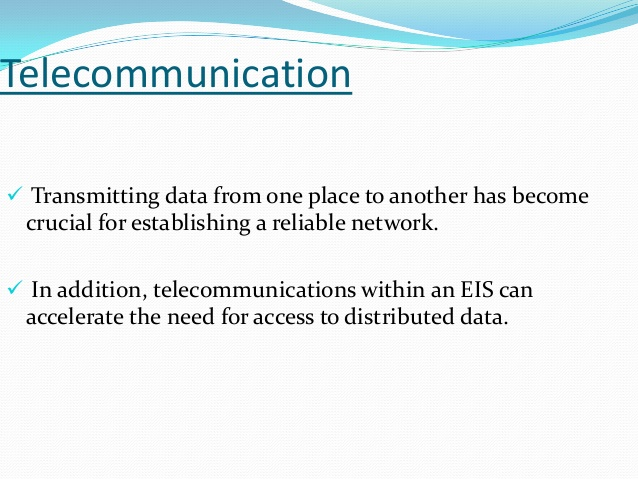 Telecommunication
✓ Transmitting data from one place to another has become
crucial for establishing a reliable network.
✓ In addition, telecommunications within an EIS can
accelerate the need for access to distributed data.